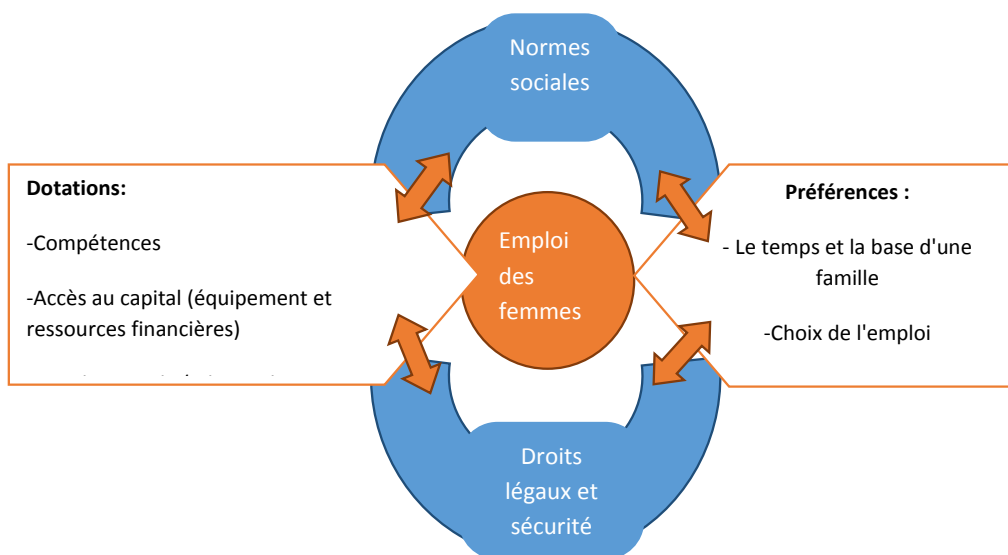 Normes
sociales
Dotations:
-Compétences
-Accès au capital (équipement et
ressources financières)
Emploi
des
femmes
Préférences :
- Le temps et la base d'une
famille
-Choix de l'emploi
Droits
légaux et
sécurité